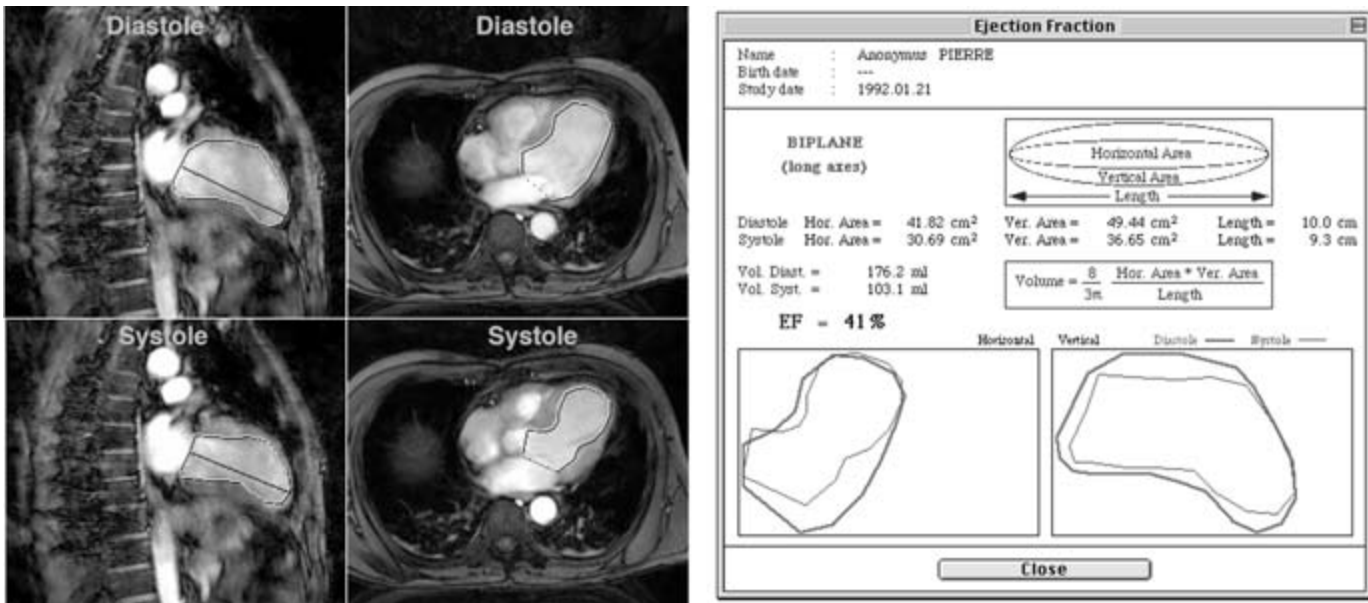 Diastole
Diastole
Systole
Systole
Ejection Fraction
Name : Anonymus PIERRE
Birth date : ---
Study date : 1992.01.21
BIPLANE
(long axes)
Horizontal Area
Vertical Area
Length
Diastole Hor. Area = 41.82 cm² Ver. Area = 49.44 cm² Length = 10.0 cm
Systole Hor. Area = 30.69 cm² Ver. Area = 36.65 cm² Length = 9.3 cm
Vol. Diast. = 176.2 ml
Vol. Syst. = 103.1 ml
Volume = 8 / 3π Hor. Area * Ver. Area / Length
EF = 41%
Horizontal Vertical Diastole Systole
Close